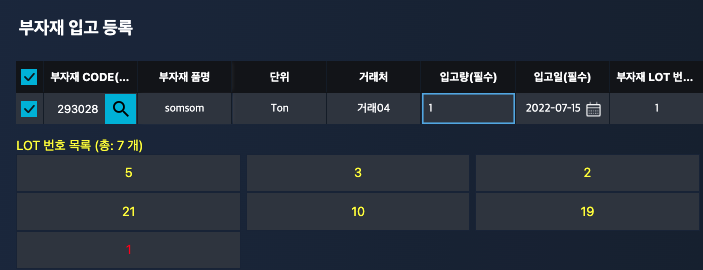 부자재 입고 등록
부자재 CODE(... 부자재 품명 단위 거래처 입고량(필수) 입고일(필수) 부자재 LOT 번...
293028 somsom Ton 거래04 1 2022-07-15 1
LOT 번호 목록 (총: 7 개)
5 3 2
21 10 19
1